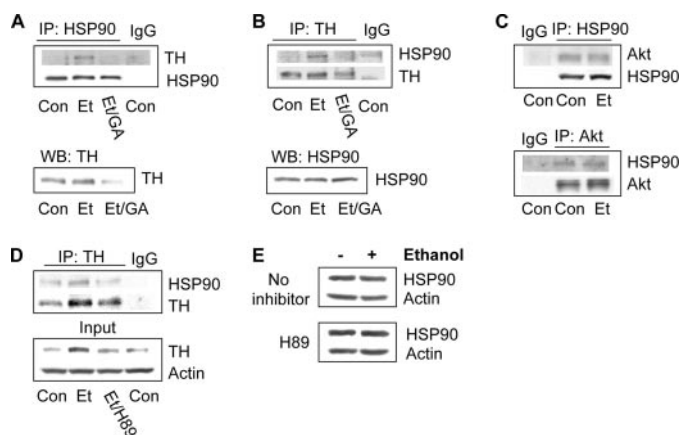 A
IP: HSP90 IgG
TH
HSP90
Con Et Et/GA Con
WB: TH
TH
Con Et Et/GA
B
IP: TH IgG
HSP90
TH
Con Et Et/GA Con
WB: HSP90
HSP90
Con Et Et/GA
C
IgG IP: HSP90
Akt
HSP90
Con Con Et
IgG IP: Akt
HSP90
Akt
Con Con Et
D
IP: TH IgG
HSP90
TH
Input
TH
Actin
Con Et Et/H89 Con
E
- + Ethanol
No inhibitor
HSP90
Actin
H89
HSP90
Actin